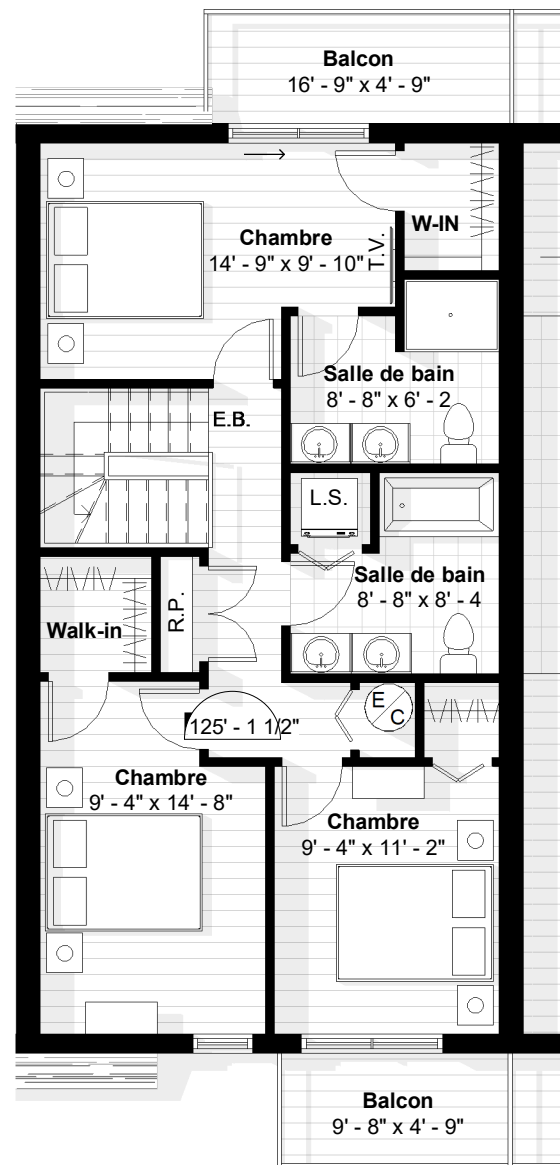 Balcon
16' - 9" x 4' - 9"
W-IN
Chambre
14' - 9" x 9' - 10"
T.V.
Salle de bain
8' - 8" x 6' - 2
E.B.
L.S.
Salle de bain
8' - 8" x 8' - 4
R.P.
Walk-in
E
C
125' - 1 1/2"
Chambre
9' - 4" x 14' - 8"
Chambre
9' - 4" x 11' - 2"
Balcon
9' - 8" x 4' - 9"